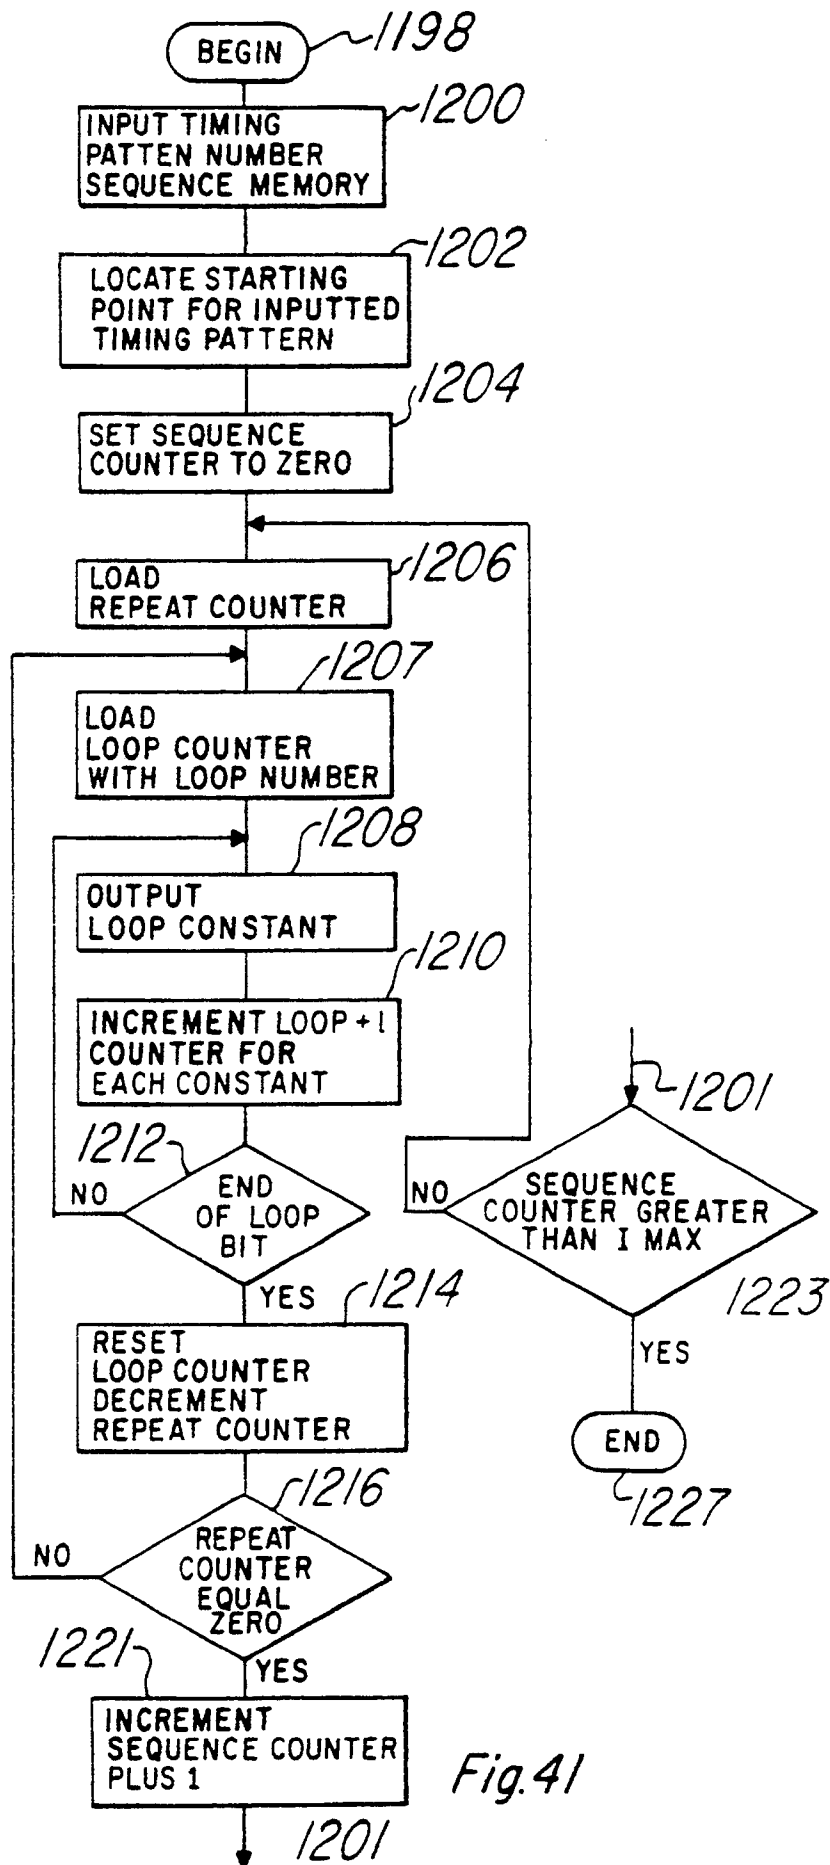 BEGIN
1198
1200
INPUT TIMING
PATTEN NUMBER
SEQUENCE MEMORY
1202
LOCATE STARTING
POINT FOR INPUTTED
TIMING PATTERN
1204
SET SEQUENCE
COUNTER TO ZERO
1206
LOAD
REPEAT COUNTER
1207
LOAD
LOOP COUNTER
WITH LOOP NUMBER
1208
OUTPUT
LOOP CONSTANT
1210
INCREMENT LOOP +1
COUNTER FOR
EACH CONSTANT
1212
NO
END
OF LOOP
BIT
YES
1214
RESET
LOOP COUNTER
DECREMENT
REPEAT COUNTER
1216
NO
REPEAT
COUNTER
EQUAL
ZERO
1221
YES
INCREMENT
SEQUENCE COUNTER
PLUS 1
1201
1201
NO
SEQUENCE
COUNTER GREATER
THAN I MAX
1223
YES
END
1227
Fig.41